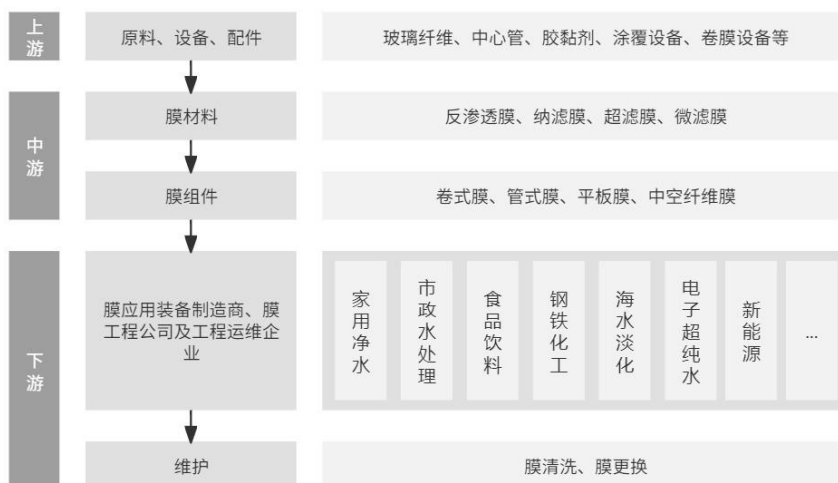 上游
原料、设备、配件
玻璃纤维、中心管、胶黏剂、涂覆设备、卷膜设备等
中游
膜材料
反渗透膜、纳滤膜、超滤膜、微滤膜
膜组件
卷式膜、管式膜、平板膜、中空纤维膜
下游
膜应用装备制造商、膜
工程公司及工程运维企
业
家用净水
市政水处理
食品饮料
钢铁化工
海水淡化
电子超纯水
新能源
...
维护
膜清洗、膜更换